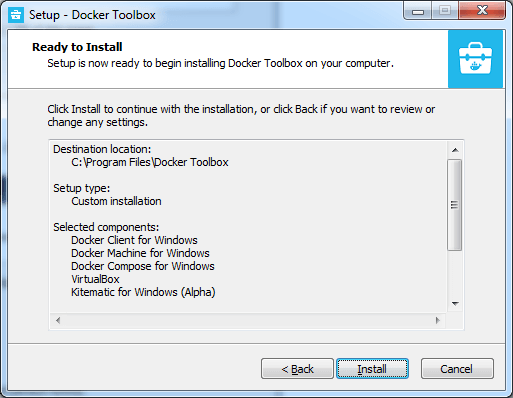 Setup - Docker Toolbox
Ready to Install
Setup is now ready to begin installing Docker Toolbox on your computer.
Click Install to continue with the installation, or click Back if you want to review or
change any settings.
Destination location:
C:\Program Files\Docker Toolbox
Setup type:
Custom installation
Selected components:
Docker Client for Windows
Docker Machine for Windows
Docker Compose for Windows
VirtualBox
Kitematic for Windows (Alpha)
< Back
Install
Cancel